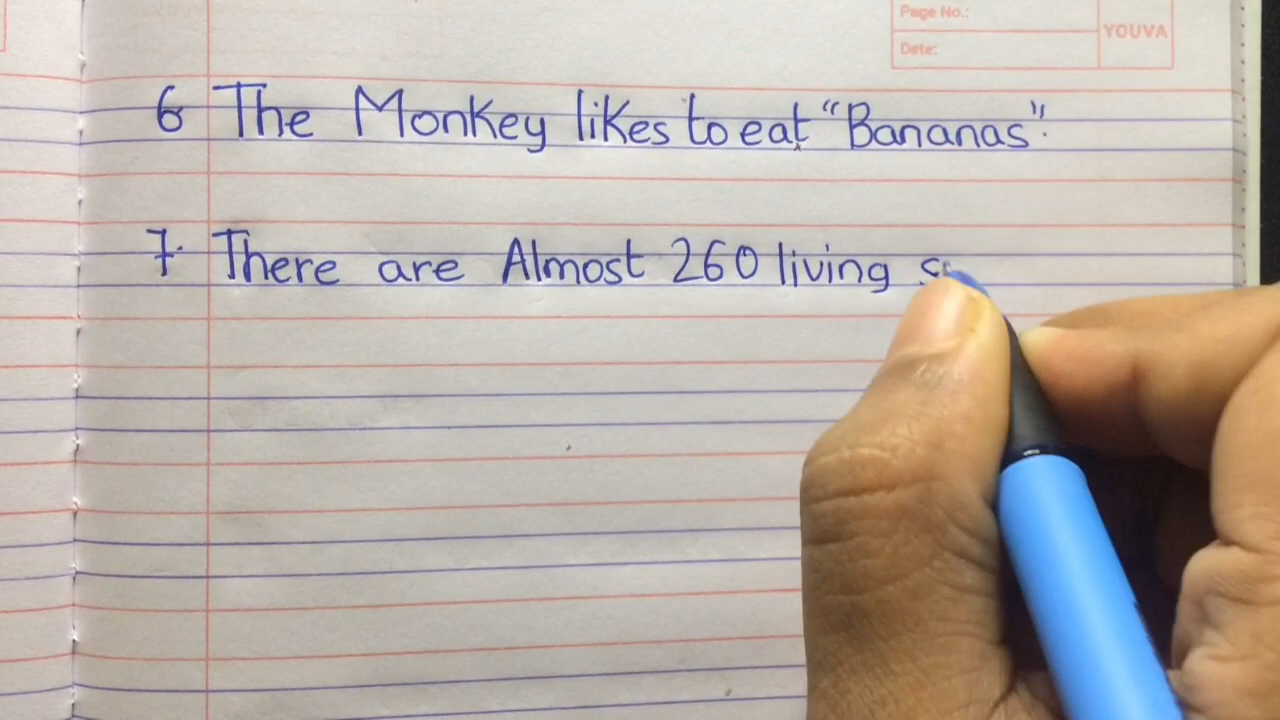 Page No.:
YOUVA
Date:
6 The Monkey likes to eat "Bananas".
7. There are Almost 260 living